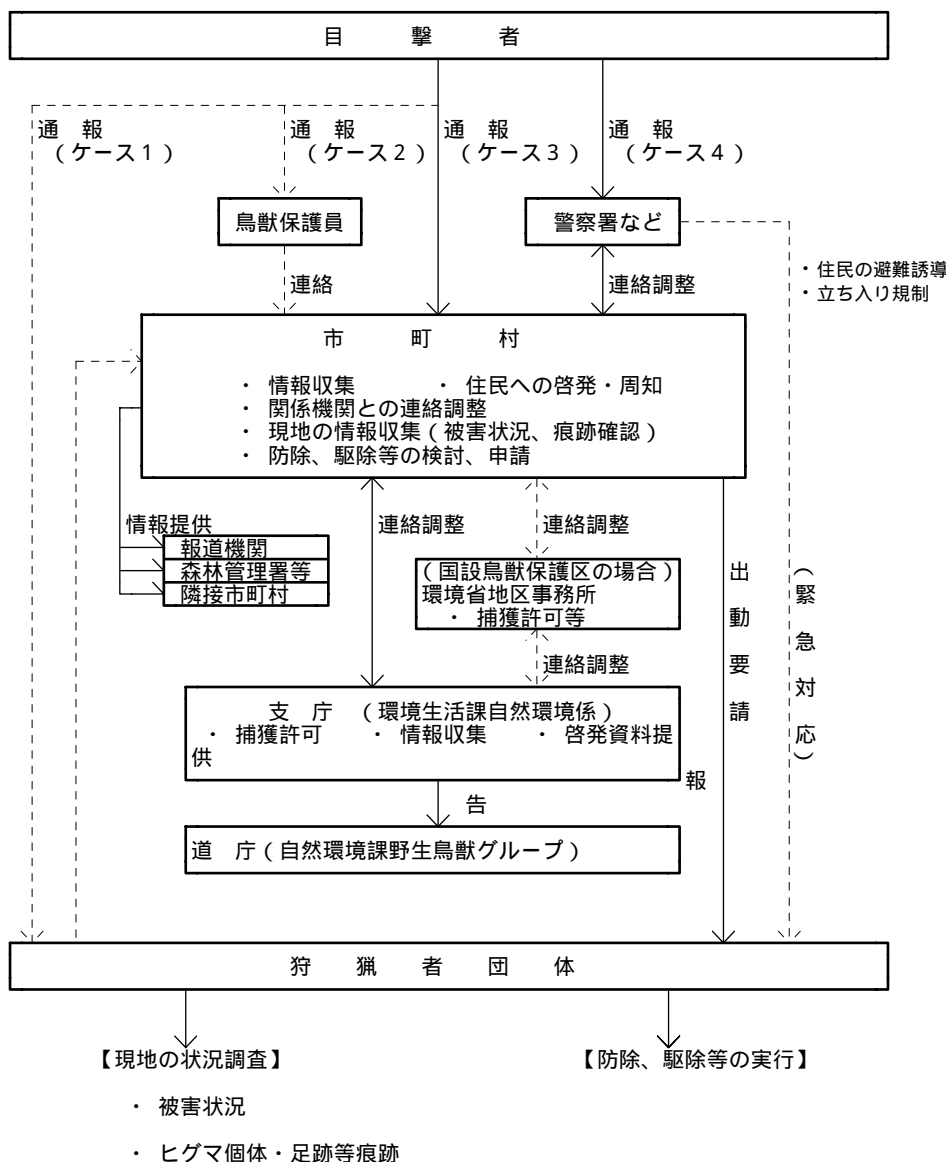 目　撃　者
通　報
（ケース１）
通　報
（ケース２）
通　報
（ケース３）
通　報
（ケース４）
鳥獣保護員
警察署など
連絡
連絡調整
・住民の避難誘導
・立ち入り規制
市　町　村
・ 情報収集　　・ 住民への啓発・周知
・ 関係機関との連絡調整
・ 現地の情報収集（被害状況、痕跡確認）
・ 防除、駆除等の検討、申請
情報提供
報道機関
森林管理署等
隣接市町村
連絡調整
連絡調整
（国設鳥獣保護区の場合）
環境省地区事務所
・ 捕獲許可等
連絡調整
出動要請
（緊急対応）
支　庁　（環境生活課自然環境係）
・ 捕獲許可　　・ 情報収集　　・ 啓発資料提
供
報
告
道　庁（自然環境課野生鳥獣グループ）
狩　猟　者　団　体
【現地の状況調査】
【防除、駆除等の実行】
・ 被害状況
・ ヒグマ個体・足跡等痕跡